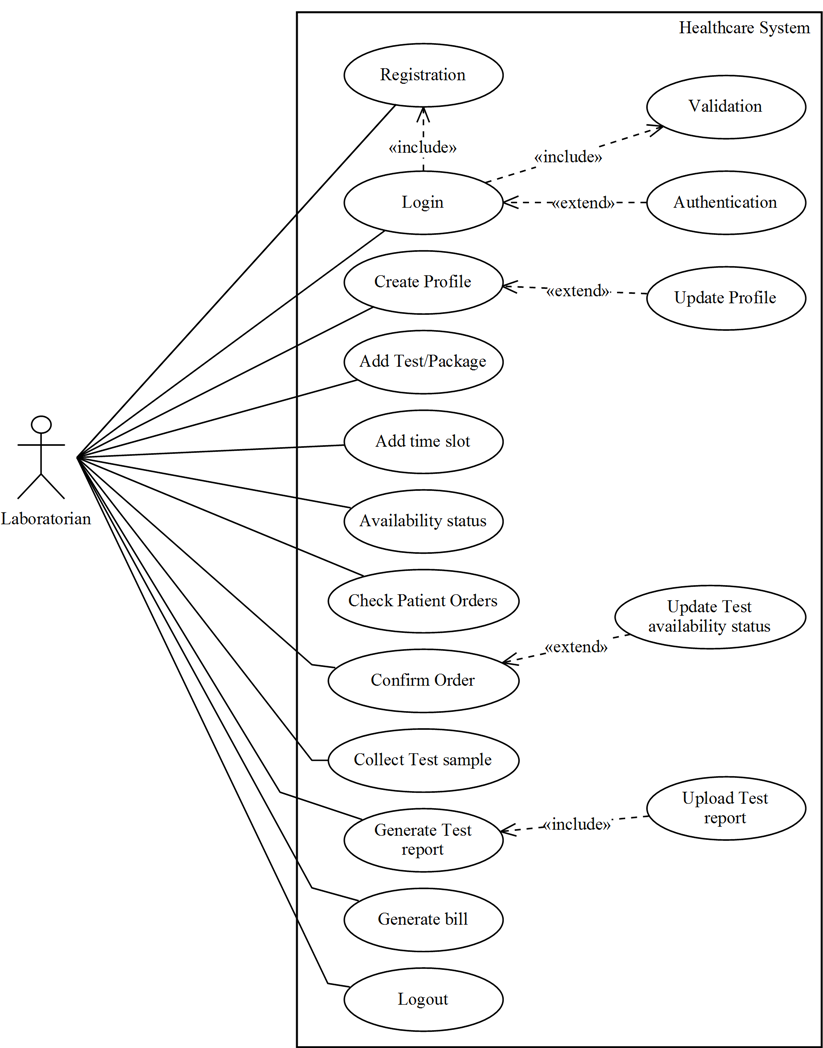 Healthcare System
Registration
Validation
«include»
«include»
Login
«extend»
Authentication
Create Profile
«extend»
Update Profile
Add Test/Package
Add time slot
Laboratorian
Availability status
Check Patient Orders
Update Test
availability status
«extend»
Confirm Order
Collect Test sample
Upload Test
report
«include»
Generate Test
report
Generate bill
Logout